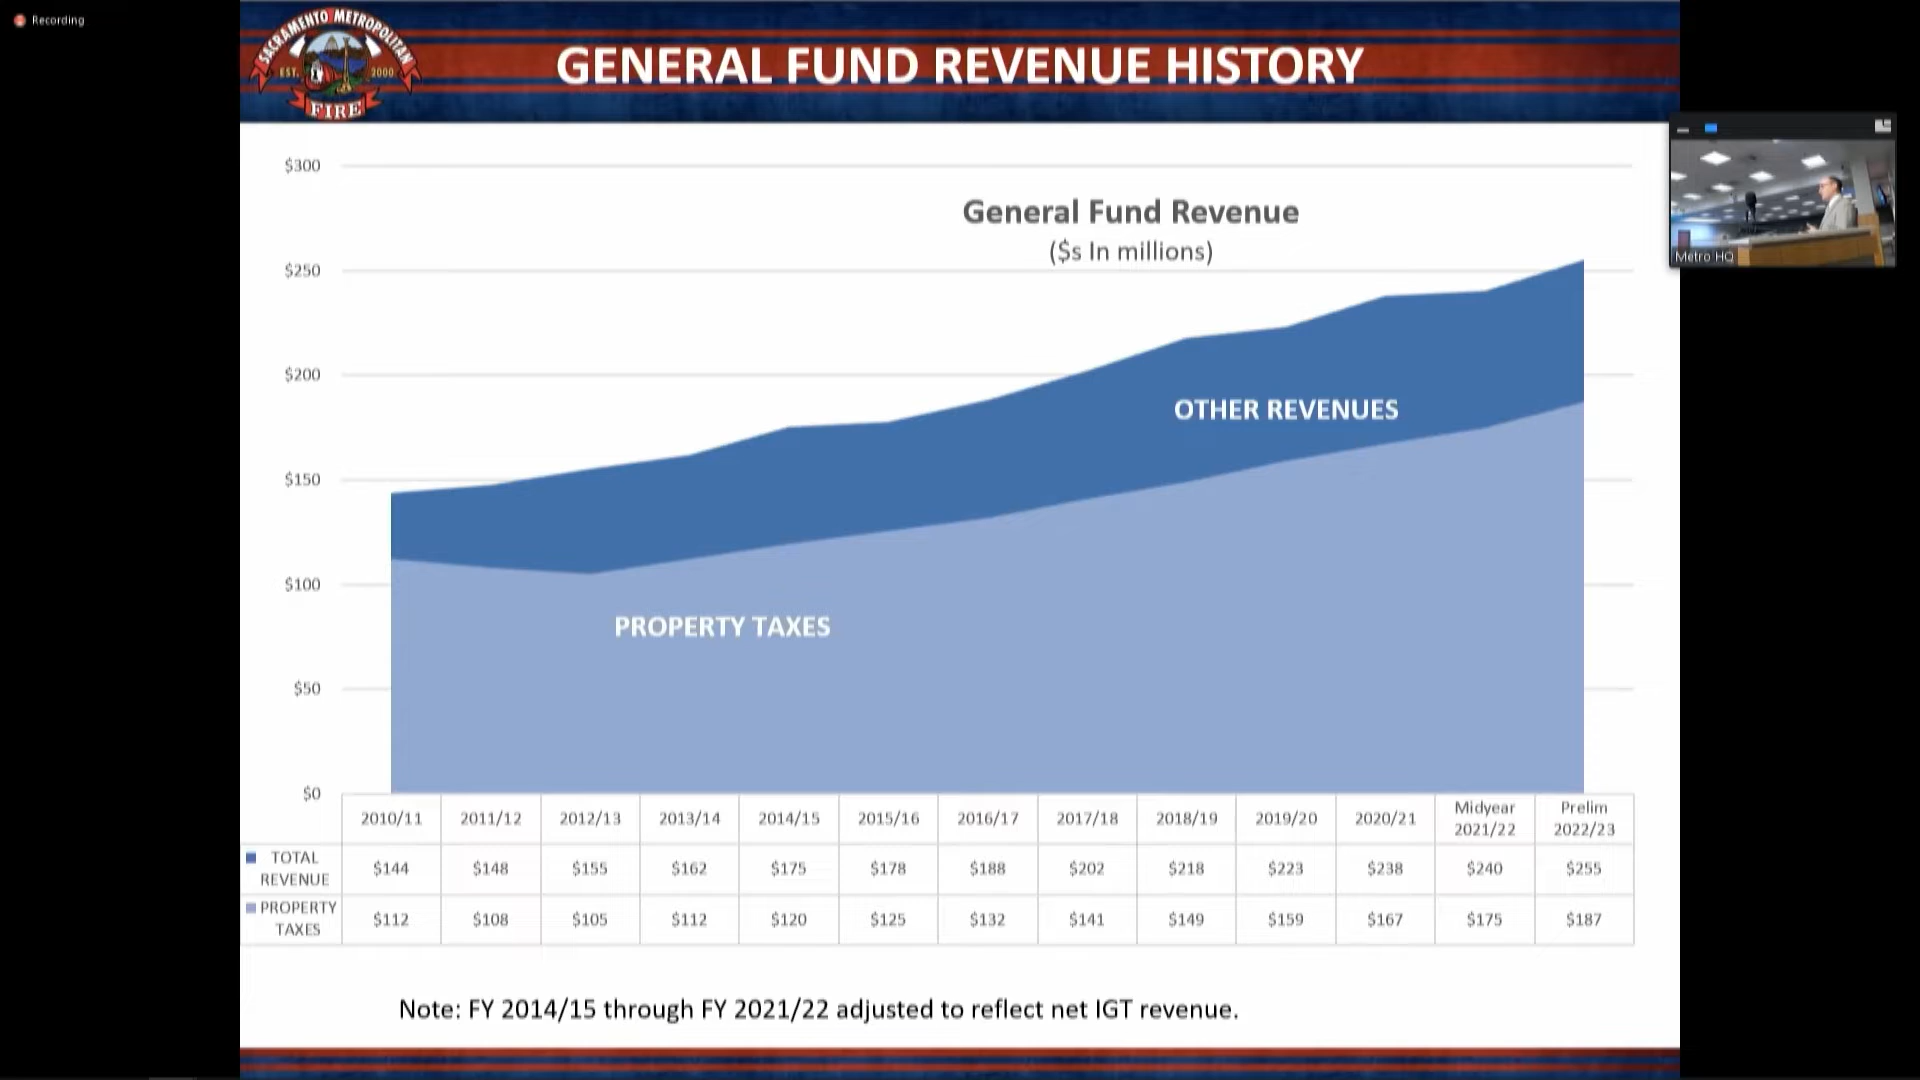 Recording
SACRAMENTO METROPOLITAN
EST. 2000
FIRE
GENERAL FUND REVENUE HISTORY
Metro HQ
General Fund Revenue
($s In millions)
$300
$250
$200
$150
$100
$50
$0
OTHER REVENUES
PROPERTY TAXES
2010/11 2011/12 2012/13 2013/14 2014/15 2015/16 2016/17 2017/18 2018/19 2019/20 2020/21 Midyear 2021/22 Prelim 2022/23
TOTAL REVENUE $144 $148 $155 $162 $175 $178 $188 $202 $218 $223 $238 $240 $255
PROPERTY TAXES $112 $108 $105 $112 $120 $125 $132 $141 $149 $159 $167 $175 $187
Note: FY 2014/15 through FY 2021/22 adjusted to reflect net IGT revenue.